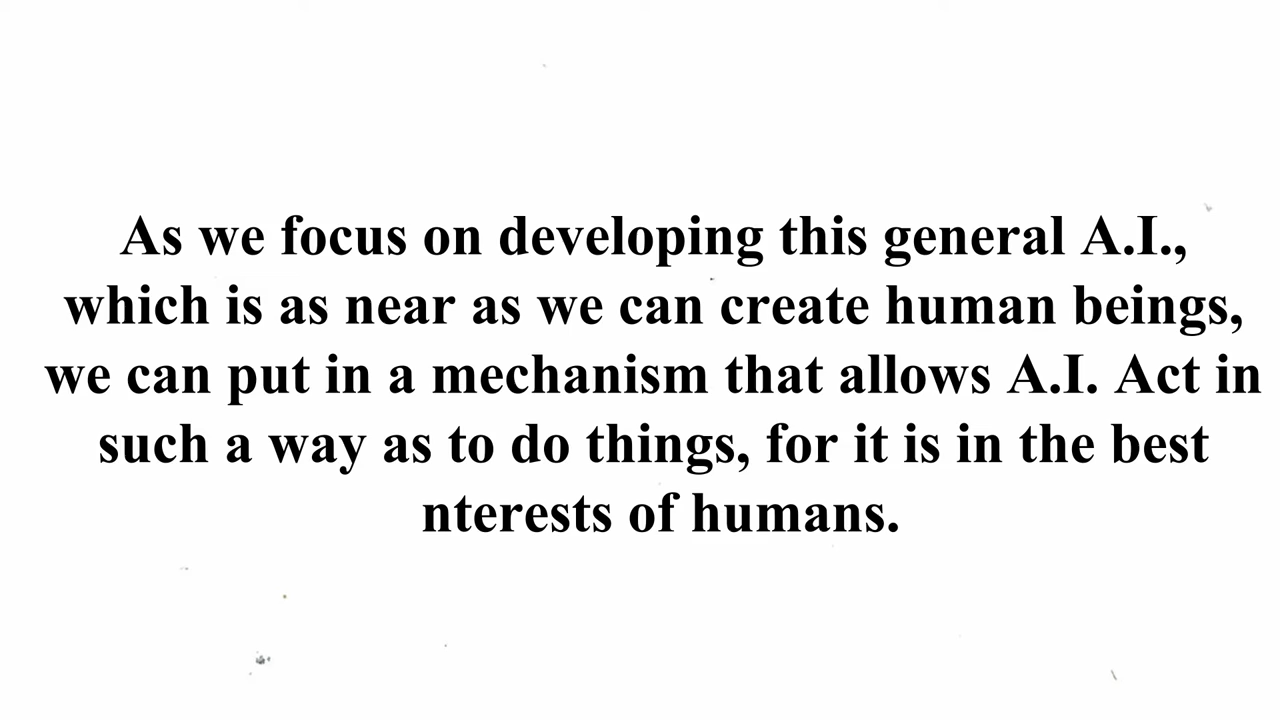 As we focus on developing this general A.I.,
which is as near as we can create human beings,
we can put in a mechanism that allows A.I. Act in
such a way as to do things, for it is in the best
nterests of humans.